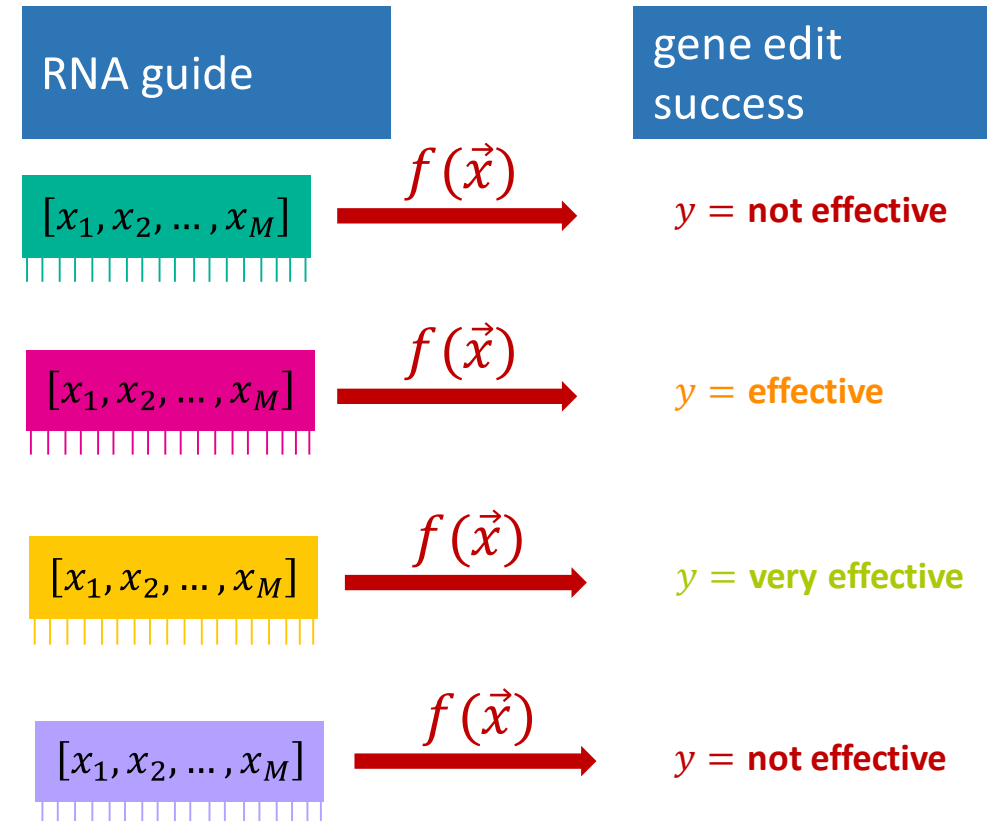 RNA guide
gene edit
success
[x₁, x₂, … , x_M]
f(x⃗)
y = not effective
[x₁, x₂, … , x_M]
f(x⃗)
y = effective
[x₁, x₂, … , x_M]
f(x⃗)
y = very effective
[x₁, x₂, … , x_M]
f(x⃗)
y = not effective